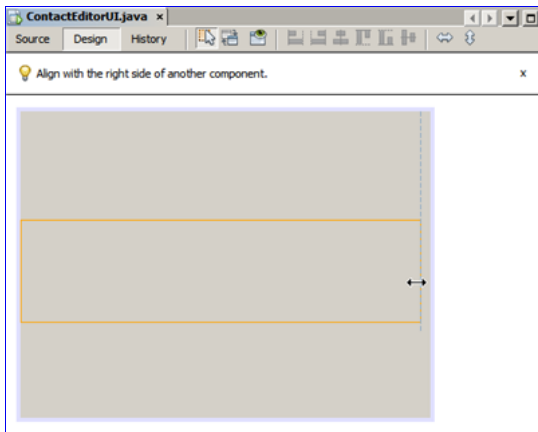 ContactEditorUI.java x
Source Design History
Align with the right side of another component. x